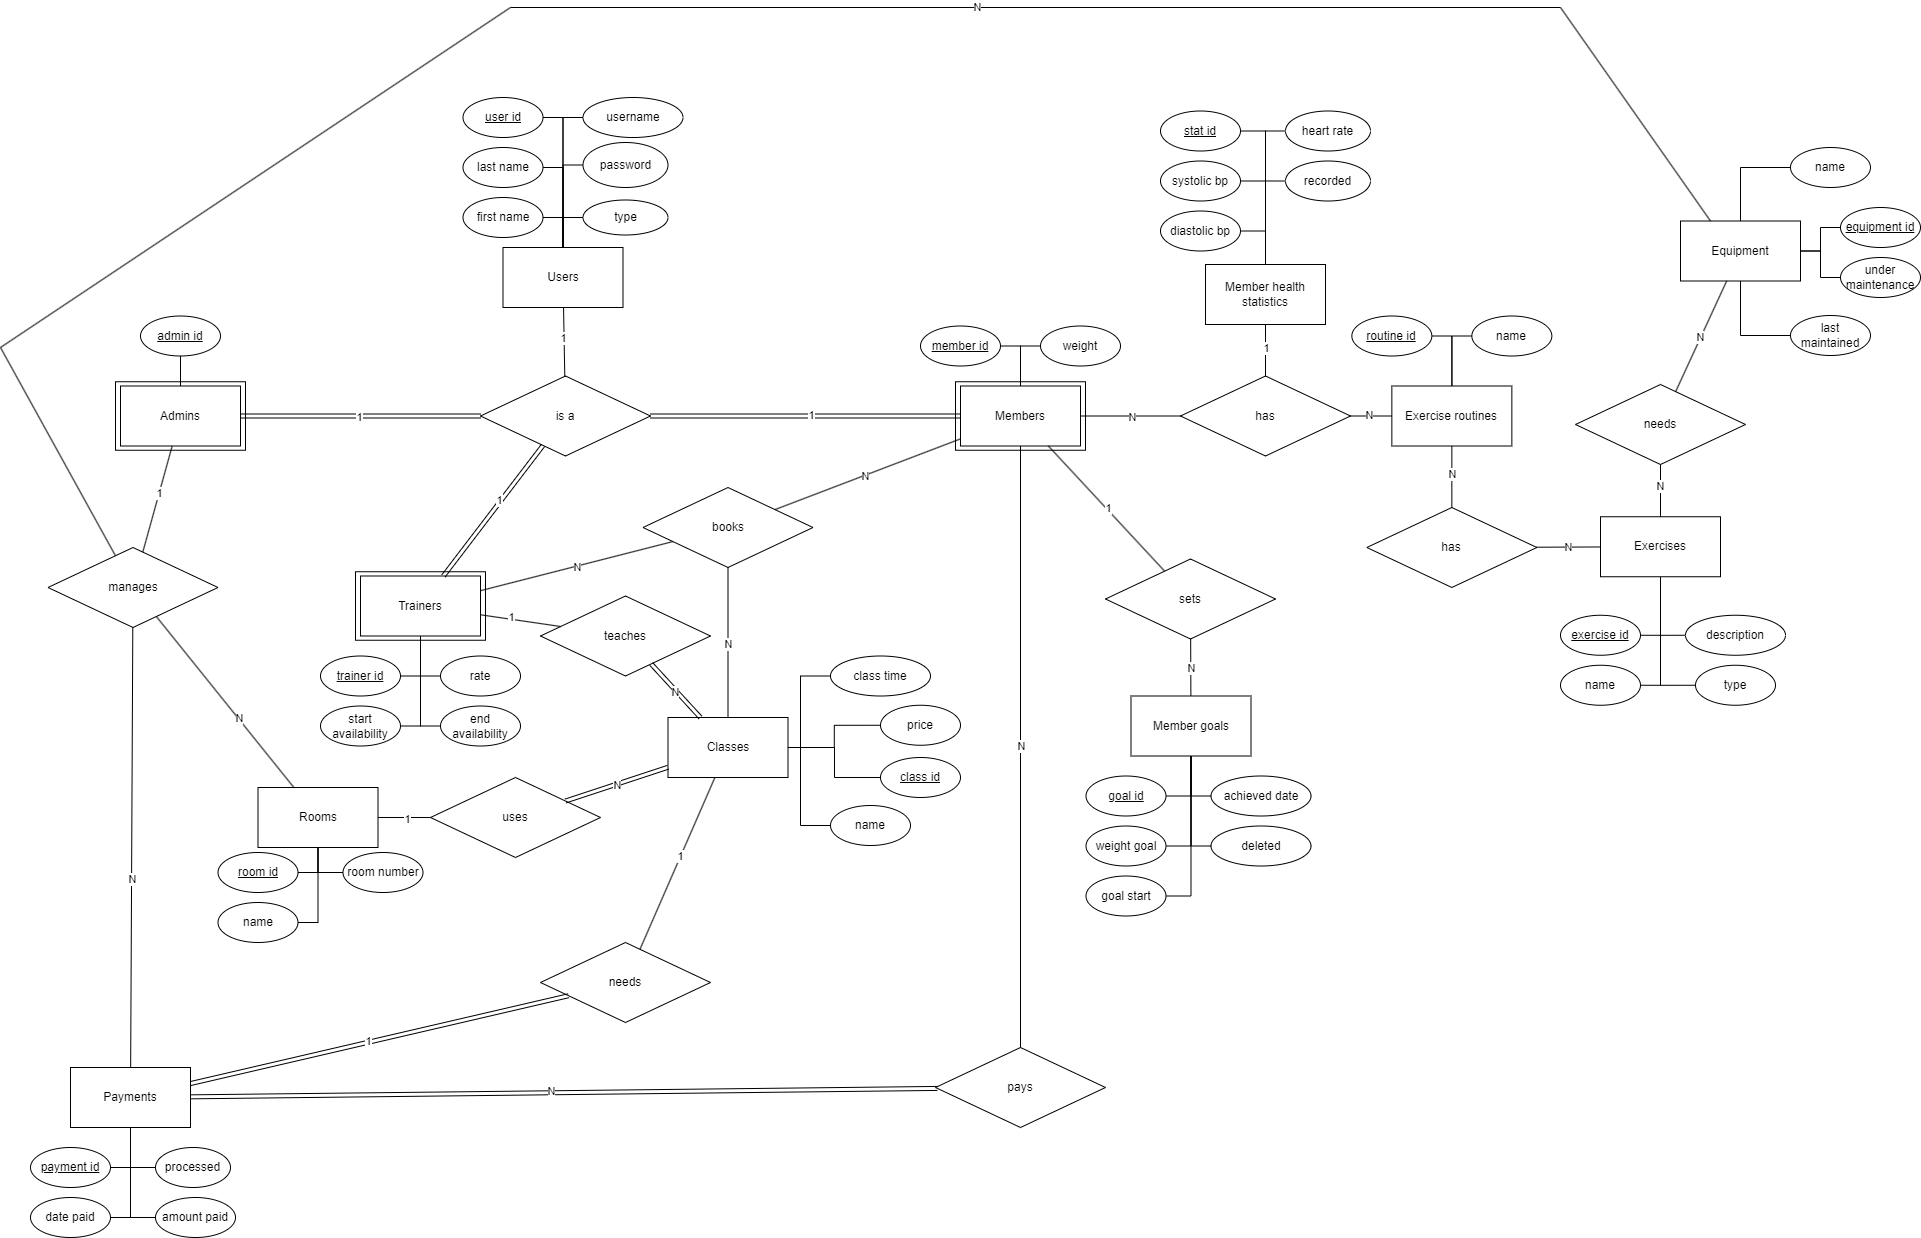 N
user id
username
last name
password
first name
type
Users
1
stat id
heart rate
systolic bp
recorded
diastolic bp
Member health
statistics
1
name
equipment id
Equipment
under
maintenance
last
maintained
N
admin id
Admins
1
is a
1
member id
weight
Members
N
has
N
routine id
name
Exercise routines
needs
N
1
manages
1
books
N
N
N
Trainers
1
teaches
N
trainer id
rate
start
availability
end
availability
1
sets
N
N
has
N
Exercises
exercise id
description
name
type
N
Classes
class time
price
class id
name
Member goals
goal id
achieved date
weight goal
deleted
goal start
N
Rooms
1
uses
N
room id
room number
name
N
1
needs
1
N
pays
N
Payments
payment id
processed
date paid
amount paid